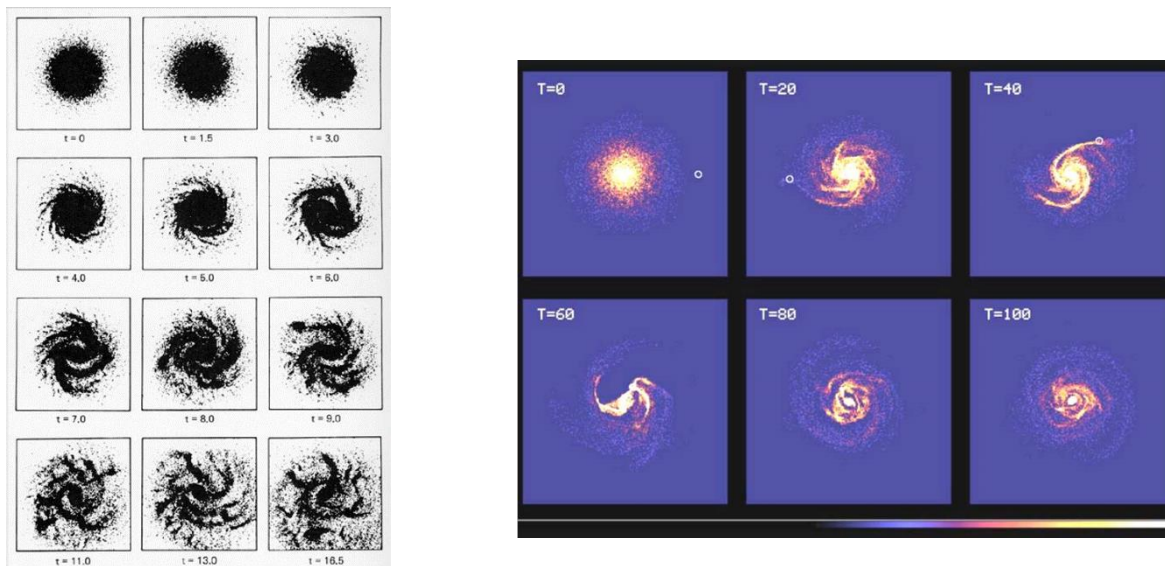 t = 0
t = 1.5
t = 3.0
t = 4.0
t = 5.0
t = 6.0
t = 7.0
t = 8.0
t = 9.0
t = 11.0
t = 13.0
t = 16.5
T=0
T=20
T=40
T=60
T=80
T=100